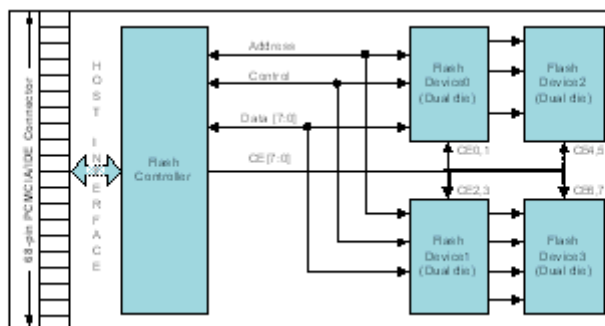 68-pin PCMCIA/IDE Connector
HOST INTERFACE
Flash
Controller
Address
Control
Data [7:0]
CE[7:0]
Flash
Device0
(Dual die)
Flash
Device2
(Dual die)
CE0,1
CE4,5
CE2,3
CE6,7
Flash
Device1
(Dual die)
Flash
Device3
(Dual die)